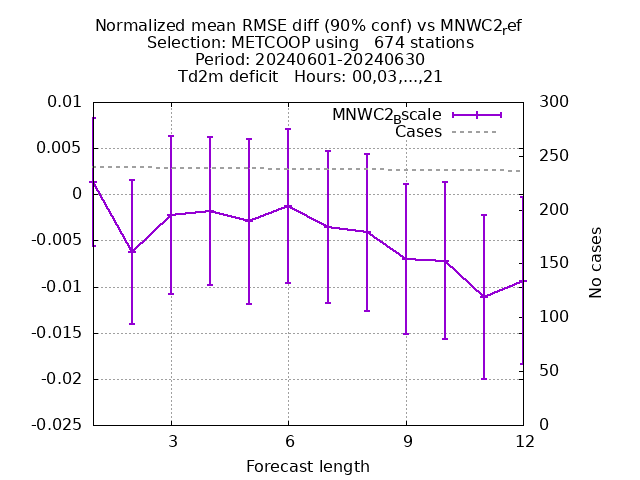 Normalized mean RMSE diff (90% conf) vs MNWC2ref
Selection: METCOOP using   674 stations
Period: 20240601-20240630
Td2m deficit   Hours: 00,03,...,21
MNWC2Bscale
Cases
0.01
0.005
0
-0.005
-0.01
-0.015
-0.02
-0.025
300
250
200
150
100
50
0
No cases
3
6
9
12
Forecast length